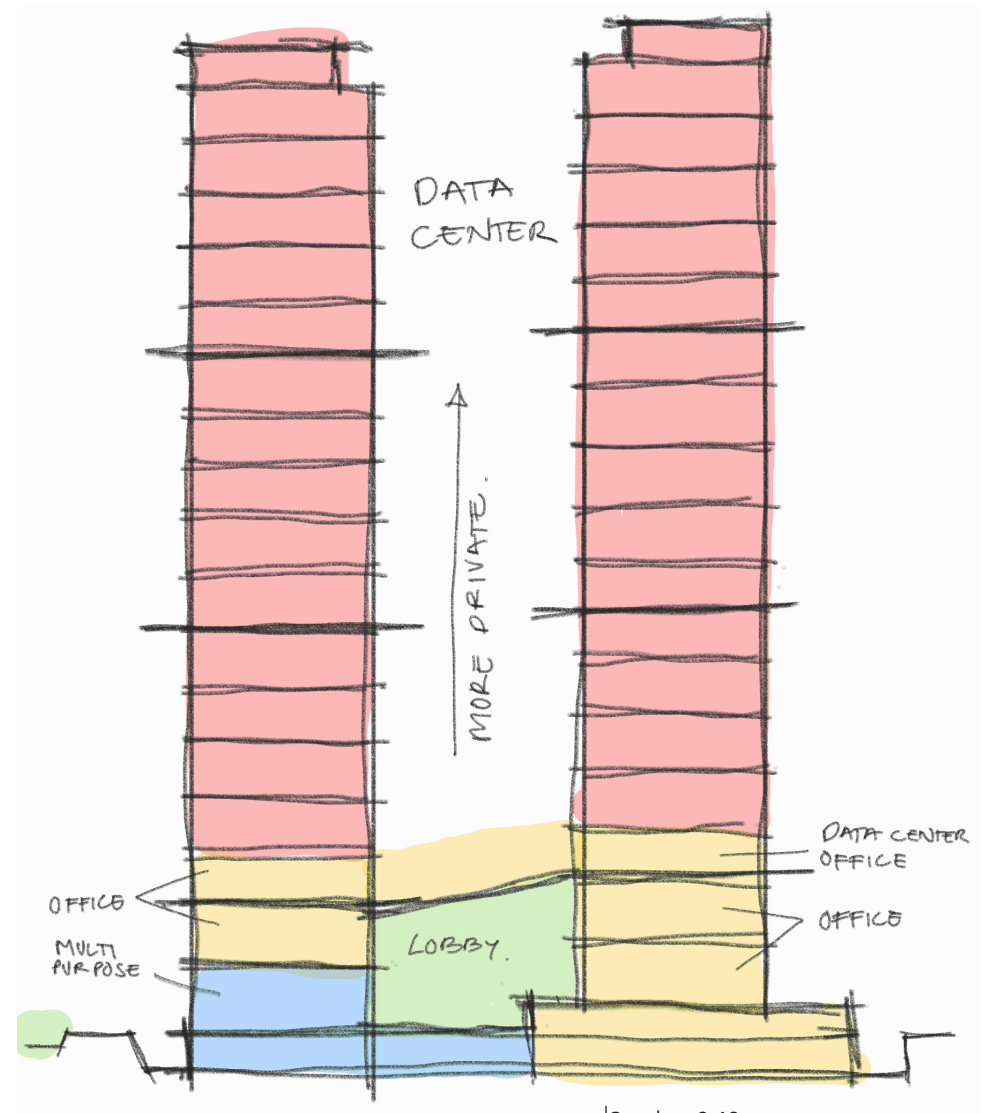 DATA
CENTER
MORE PRIVATE.
DATA CENTER
OFFICE
OFFICE
OFFICE
MULTI
PURPOSE
LOBBY.